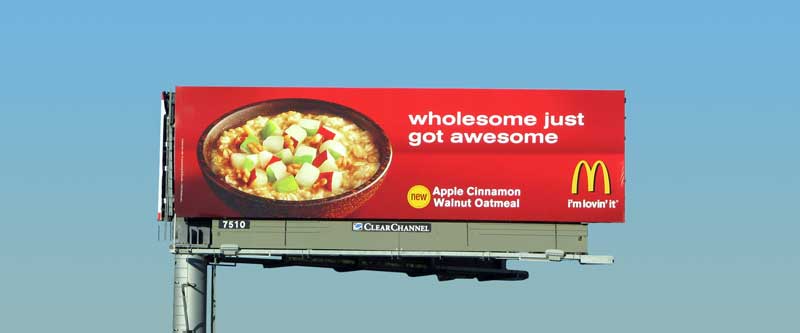 wholesome just
got awesome
new
Apple Cinnamon
Walnut Oatmeal
i'm lovin' it
7510
CLEARCHANNEL